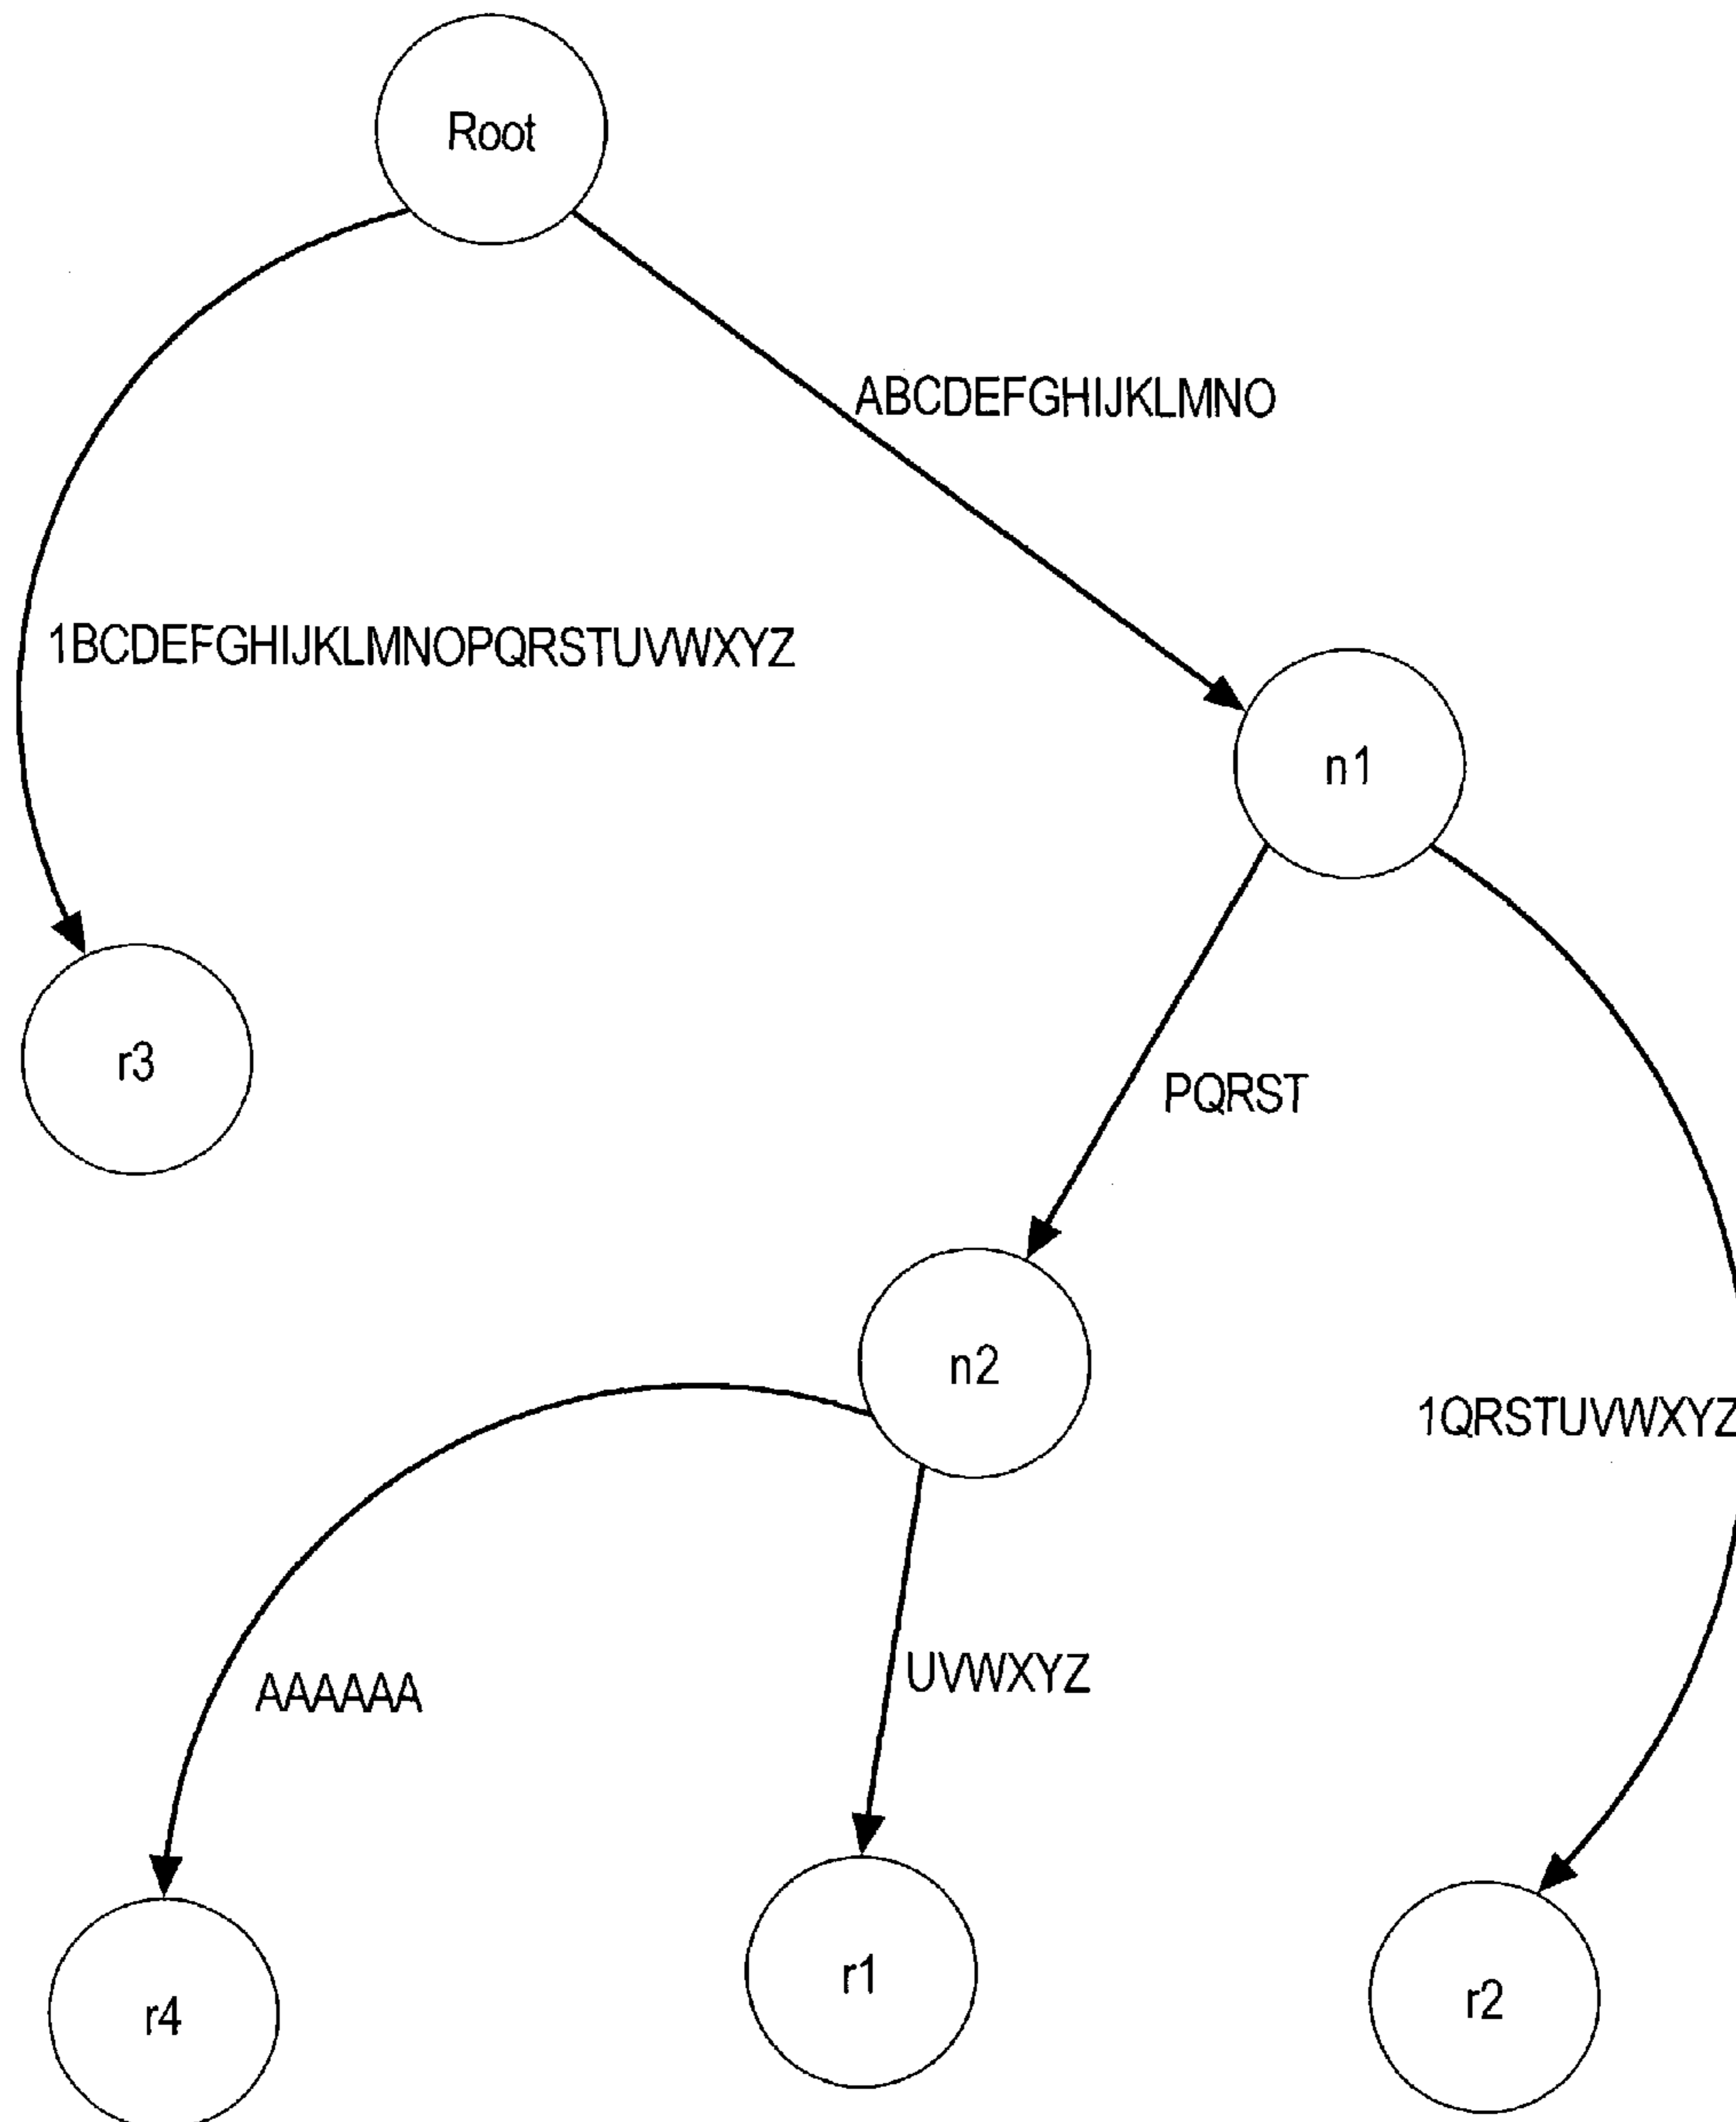 Root
ABCDEFGHIJKLMNO
1BCDEFGHIJKLMNOPQRSTUVWXYZ
n1
r3
PQRST
n2
1QRSTUVWXYZ
UVWXYZ
AAAAAA
r1
r2
r4